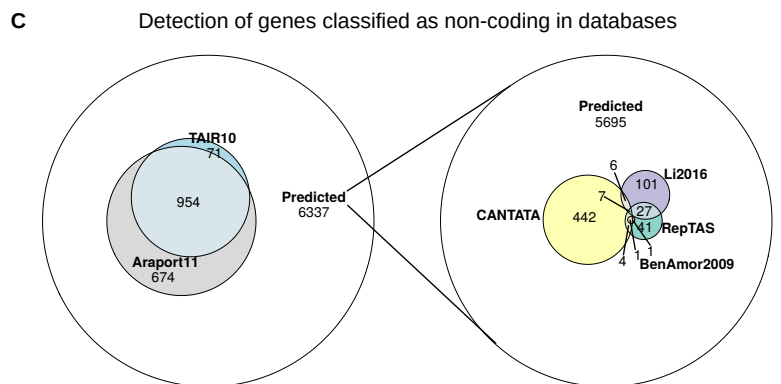 C
Detection of genes classified as non-coding in databases
TAIR10
71
954
Araport11
674
Predicted
6337
Predicted
5695
6
101
Li2016
7
27
CANTATA
442
41
RepTAS
4
1
1
BenAmor2009